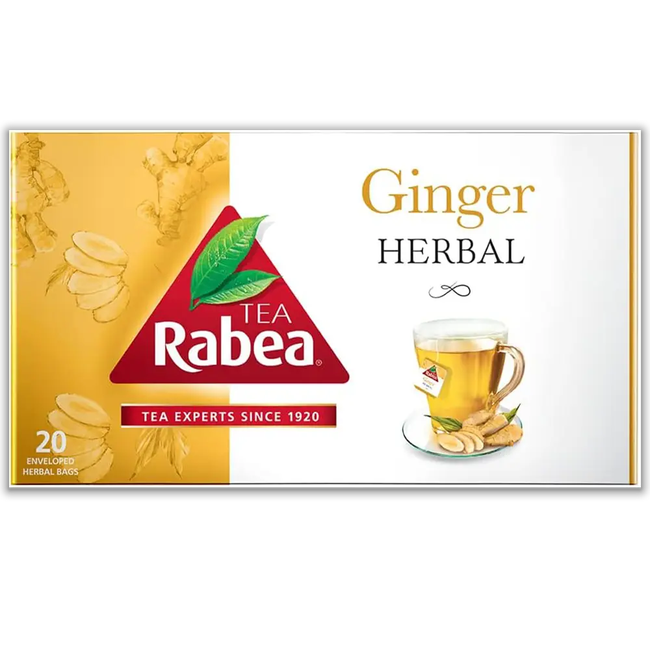 Ginger
HERBAL
TEA
Rabea®
TEA EXPERTS SINCE 1920
20
ENVELOPED
HERBAL BAGS